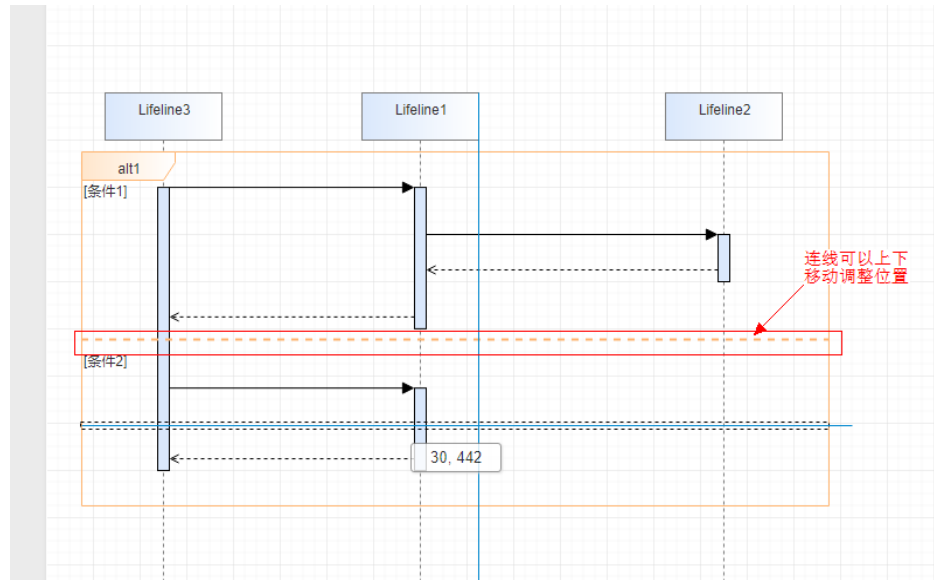 Lifeline3
Lifeline1
Lifeline2
alt1
[条件1]
连线可以上下
移动调整位置
[条件2]
30, 442